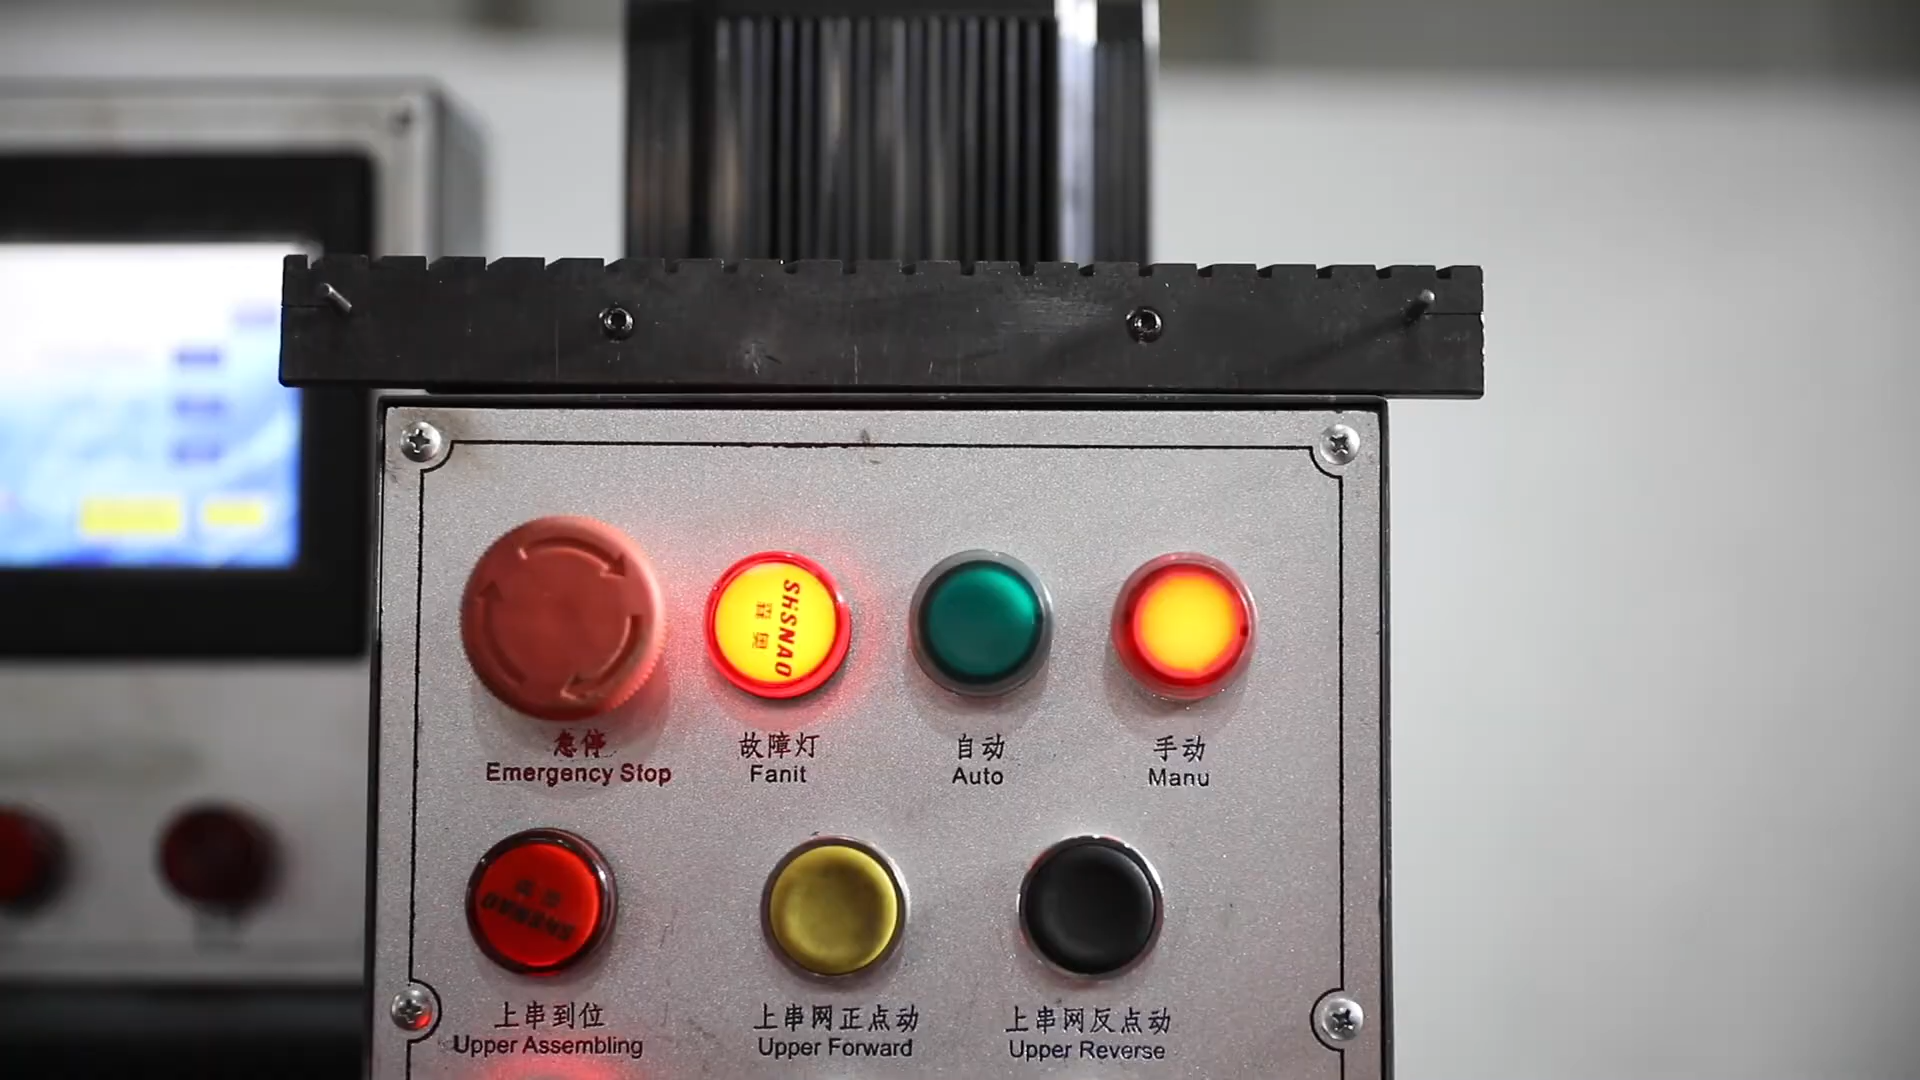 SHSNAO
急停
Emergency Stop
故障灯
Fanit
自动
Auto
手动
Manu
上串到位
Upper Assembling
上串网正点动
Upper Forward
上串网反点动
Upper Reverse